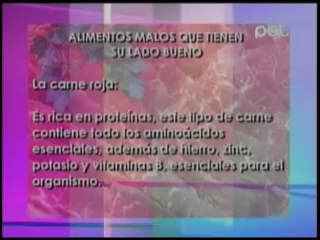 pat
ALIMENTOS MALOS QUE TIENEN
SU LADO BUENO
La carne roja:
Es rica en proteínas, este tipo de carne
contiene todo los aminoácidos
esenciales, además de hierro, zinc,
potasio y vitaminas B, esenciales para el
organismo.